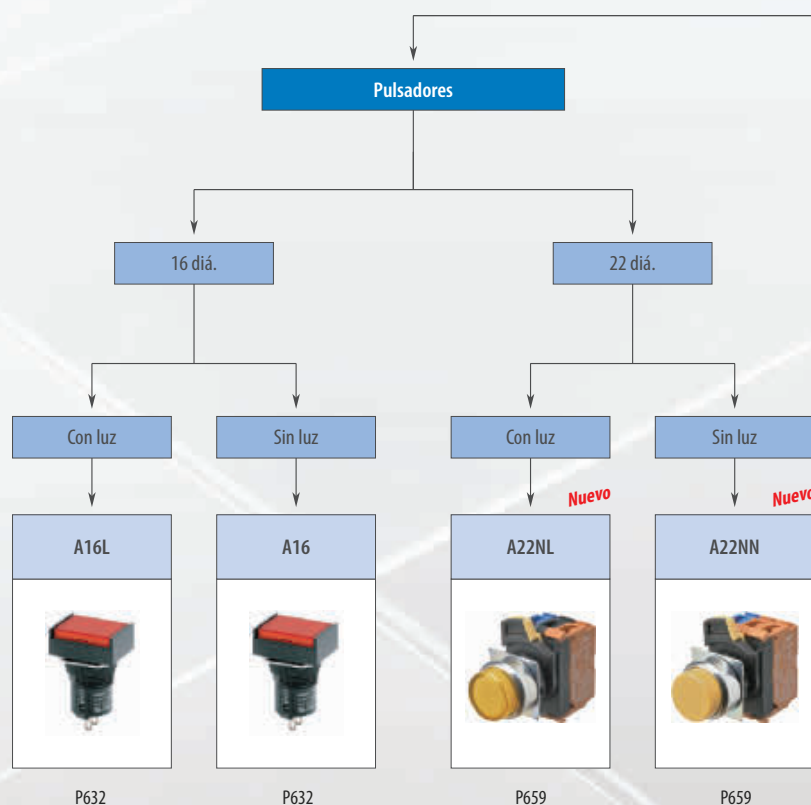 Pulsadores
16 diá.
22 diá.
Con luz
Sin luz
Con luz
Sin luz
Nuevo
Nuevo
A16L
A16
A22NL
A22NN
P632
P632
P659
P659